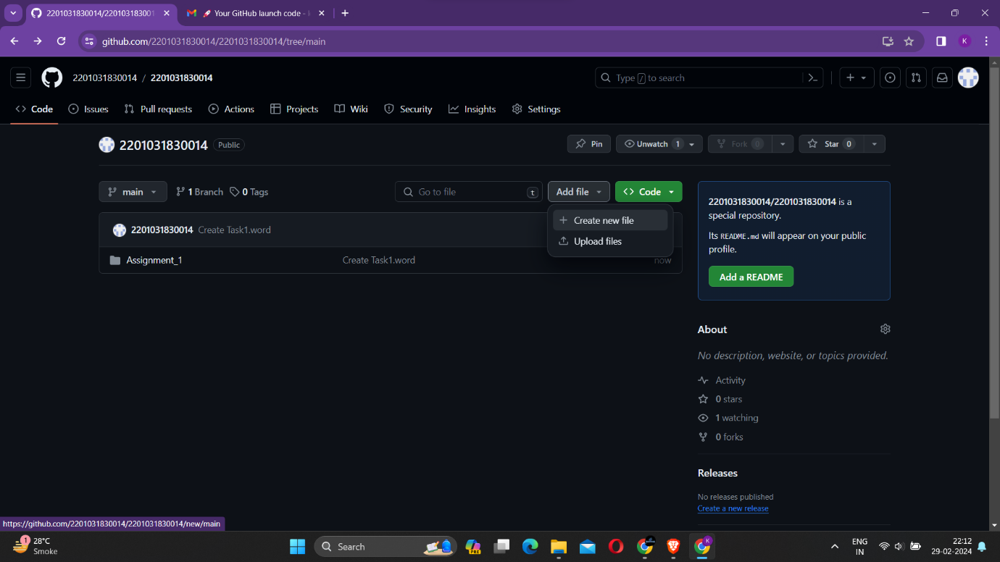 2201031830014/220103183001
🚀 Your GitHub launch code -
github.com/2201031830014/2201031830014/tree/main
K
2201031830014 / 2201031830014
Type / to search
Code
Issues
Pull requests
Actions
Projects
Wiki
Security
Insights
Settings
2201031830014 Public
Pin
Unwatch 1
Fork 0
Star 0
main
1 Branch
0 Tags
Go to file t
Add file
Code
Create new file
Upload files
2201031830014 Create Task1.word
Assignment_1 Create Task1.word now
2201031830014/2201031830014 is a
special repository.
Its README.md will appear on your public
profile.
Add a README
About
No description, website, or topics provided.
Activity
0 stars
1 watching
0 forks
Releases
No releases published
Create a new release
https://github.com/2201031830014/2201031830014/new/main
1
28°C
Smoke
Search
PRE
K
ENG
IN
22:12
29-02-2024